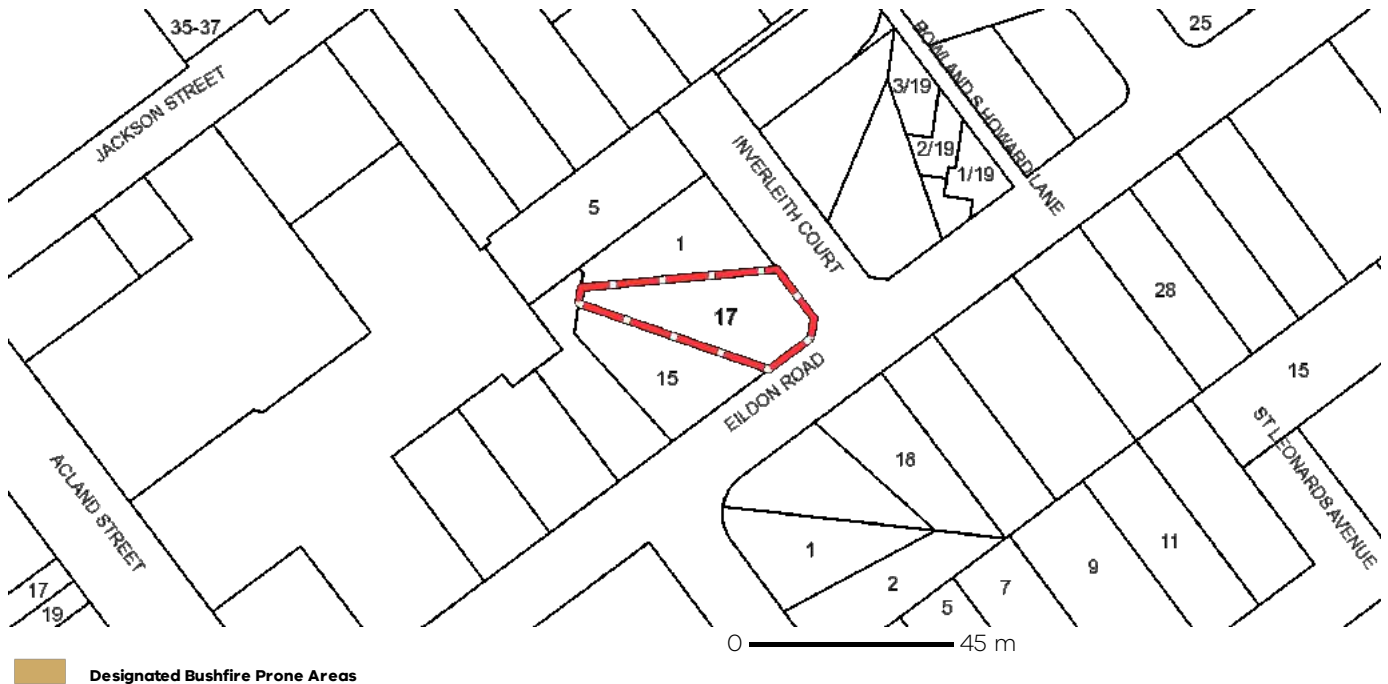 35-37
25
JACKSON STREET
ROWLAND S HOWARD LANE
3/19
2/19
1/19
INVERLEITH COURT
5
1
28
17
15
15
EILDON ROAD
ST LEONARDS AVENUE
18
ACLAND STREET
1
11
9
2
7
17
5
19
0 45 m
Designated Bushfire Prone Areas